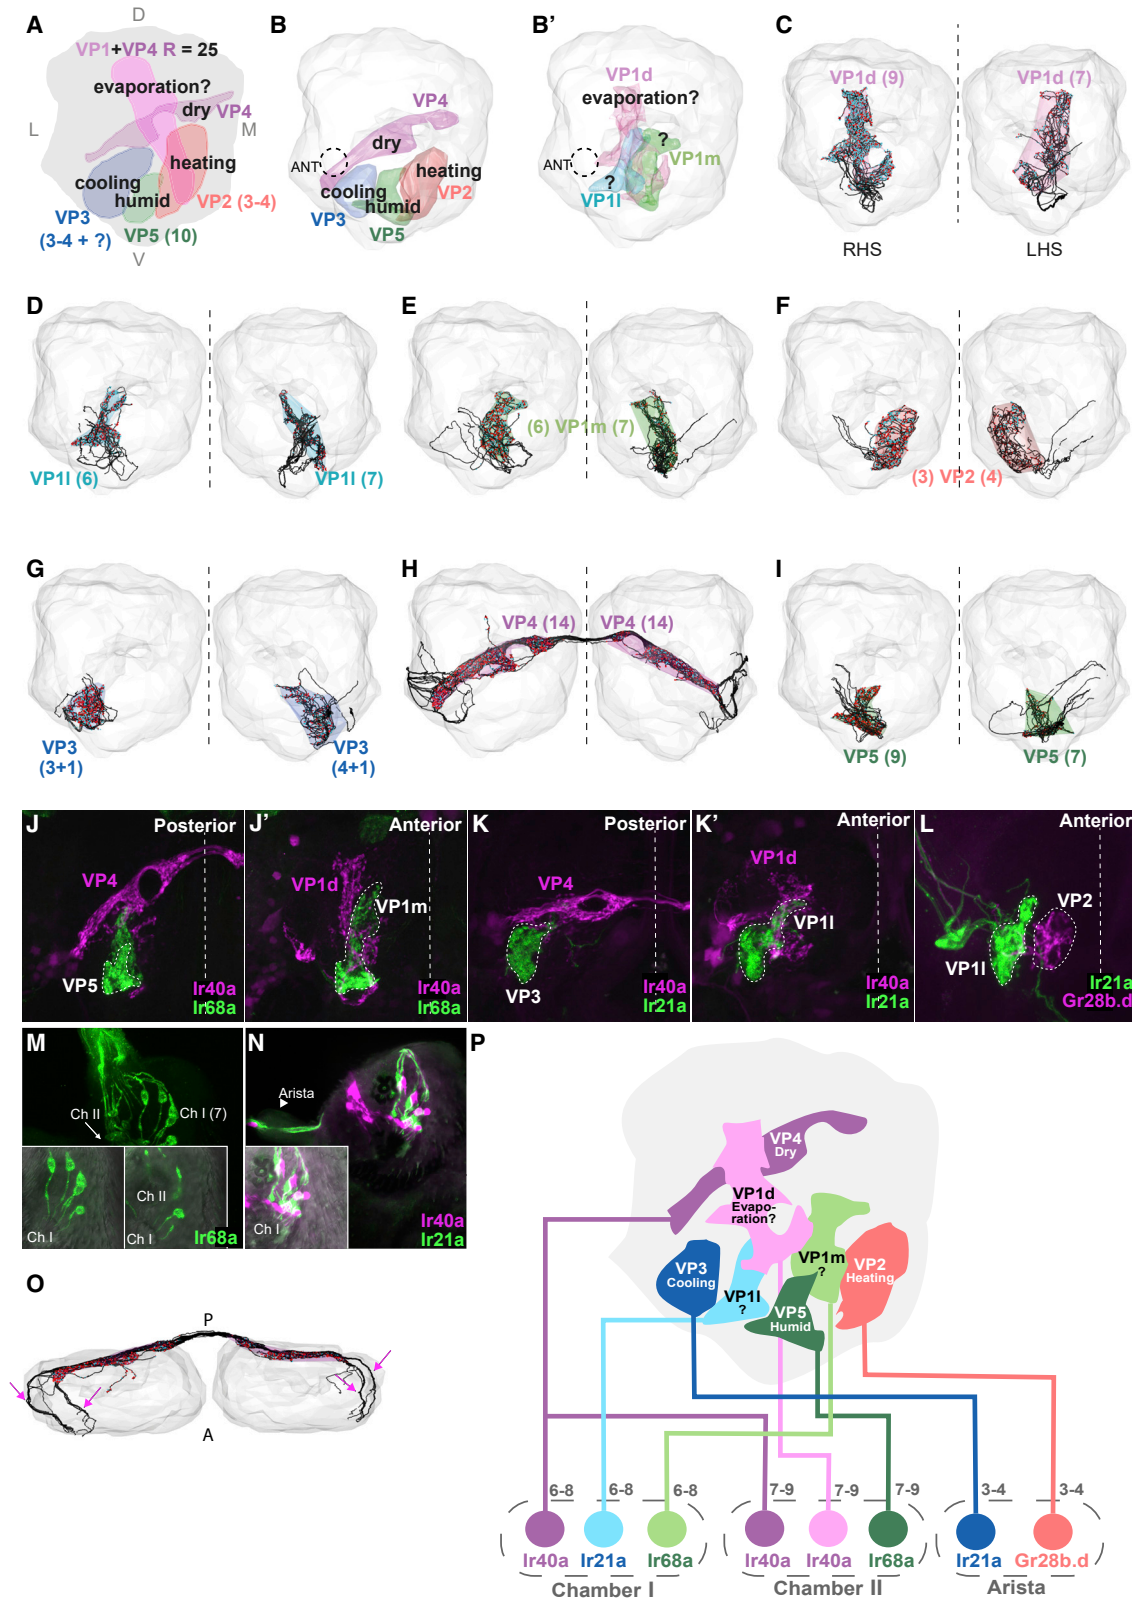 A
D
VP1+VP4 R = 25
evaporation?
dry VP4
L
M
heating
cooling
humid
VP2 (3-4)
VP3
(3-4 + ?)
VP5 (10)
V
B
VP4
dry
ANT
heating
cooling
VP2
humid
VP3
VP5
B’
VP1d
evaporation?
?
ANT
VP1m
?
VP1l
C
VP1d (9)
VP1d (7)
RHS
LHS
D
VP1l (6)
VP1l (7)
E
(6) VP1m (7)
F
(3) VP2 (4)
G
VP3
(3+1)
VP3
(4+1)
H
VP4 (14)
VP4 (14)
I
VP5 (9)
VP5 (7)
J
Posterior
VP4
VP5
Ir40a
Ir68a
J’
Anterior
VP1d
VP1m
Ir40a
Ir68a
K
Posterior
VP4
VP3
Ir40a
Ir21a
K’
Anterior
VP1d
VP1l
Ir40a
Ir21a
L
Anterior
VP2
VP1l
Ir21a
Gr28b.d
M
Ch II
Ch I (7)
Ch I
Ch II
Ch I
Ir68a
N
Arista
Ch I
Ir40a
Ir21a
O
P
A
P
VP4
Dry
VP1d
Evapo-
ration?
VP3
Cooling
VP1m
?
VP2
Heating
VP1l
?
VP5
Humid
6-8
6-8
6-8
7-9
7-9
7-9
3-4
3-4
Ir40a
Ir21a
Ir68a
Ir40a
Ir40a
Ir68a
Ir21a
Gr28b.d
Chamber I
Chamber II
Arista